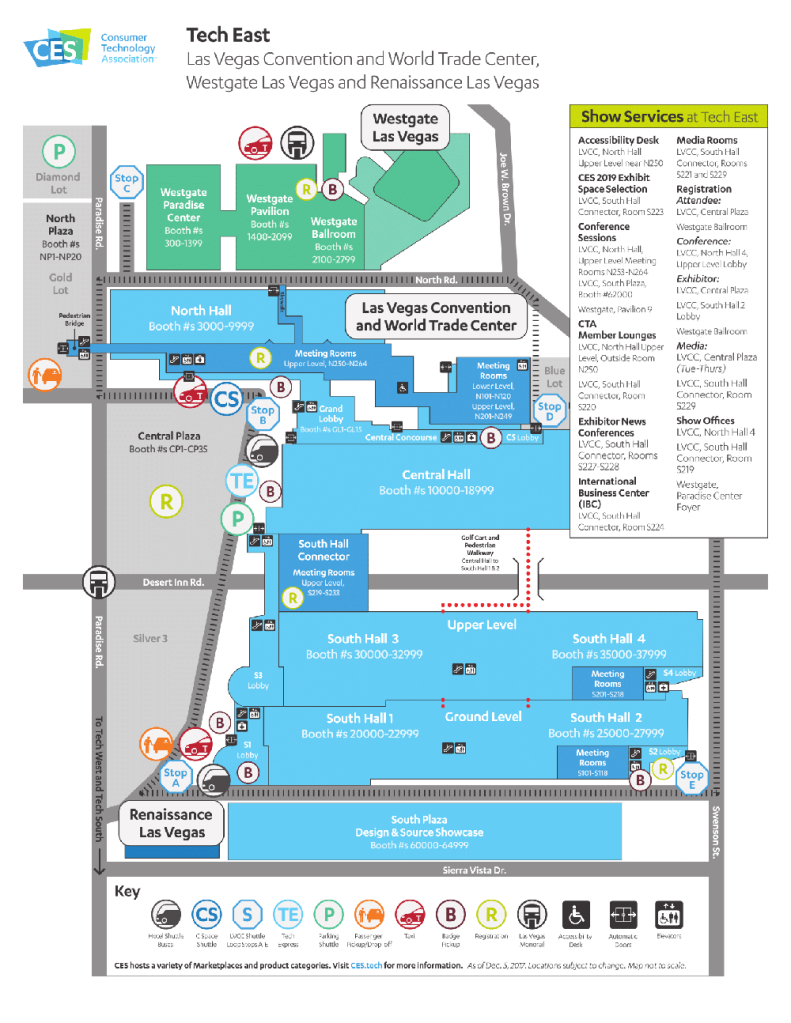 CES
Consumer
Technology
Association
Tech East
Las Vegas Convention and World Trade Center,
Westgate Las Vegas and Renaissance Las Vegas
Westgate
Las Vegas
P
Diamond
Lot
Stop
C
Westgate
Paradise
Center
Booth #s
300-1399
Westgate
Pavilion
Booth #s
1400-2099
R
B
Westgate
Ballroom
Booth #s
2100-2799
Joe W. Brown Dr.
Paradise Rd.
North
Plaza
Booth #s
NP1-NP20
Gold
Lot
Pedestrian
Bridge
North Rd.
North Hall
Booth #s 3000-9999
Las Vegas Convention
and World Trade Center
Meeting Rooms
Upper Level, N250-N264
R
Meeting
Rooms
Lower Level,
N101-N120
Upper Level,
N201-N249
Blue
Lot
Stop
D
CS
B
Stop
B
Grand
Lobby
Booth #s GL1-GL15
Central Concourse
B
C5 Lobby
Central Plaza
Booth #s CP1-CP35
R
TE
B
P
Central Hall
Booth #s 10000-18999
South Hall
Connector
Meeting Rooms
Upper Level,
S219-S233
R
Golf Cart and
Pedestrian
Walkway
Central Hall to
South Hall 1 & 2
Desert Inn Rd.
Silver 3
Paradise Rd.
To Tech West and Tech South
Upper Level
South Hall 3
Booth #s 30000-32999
South Hall 4
Booth #s 35000-37999
S3
Lobby
Meeting
Rooms
S201-S218
S4 Lobby
South Hall 1
Booth #s 20000-22999
Ground Level
South Hall 2
Booth #s 25000-27999
B
S1
Lobby
B
Meeting
Rooms
S101-S118
S2 Lobby
B
R
Stop
A
Stop
E
Renaissance
Las Vegas
South Plaza
Design & Source Showcase
Booth #s 60000-64999
Swenson St.
Sierra Vista Dr.
Show Services at Tech East
Accessibility Desk
LVCC, North Hall
Upper Level near N250
CES 2019 Exhibit
Space Selection
LVCC, South Hall
Connector, Room S223
Conference
Sessions
LVCC, North Hall,
Upper Level Meeting
Rooms N253-N264
LVCC, South Plaza,
Booth #62000
Westgate, Pavilion 9
CTA
Member Lounges
LVCC, North Hall Upper
Level, Outside Room
N250
LVCC, South Hall
Connector, Room
S220
Exhibitor News
Conferences
LVCC, South Hall
Connector, Rooms
S227-S228
International
Business Center
(IBC)
LVCC, South Hall
Connector, Room S224
Media Rooms
LVCC, South Hall
Connector, Rooms
S221 and S229
Registration
Attendee:
LVCC, Central Plaza
Westgate Ballroom
Conference:
LVCC, North Hall 4,
Upper Level Lobby
Exhibitor:
LVCC, Central Plaza
LVCC, South Hall 2
Lobby
Westgate Ballroom
Media:
LVCC, Central Plaza
(Tue-Thurs)
LVCC, South Hall
Connector, Room
S229
Show Offices
LVCC, North Hall 4
LVCC, South Hall
Connector, Room
S219
Westgate,
Paradise Center
Foyer
Key
CS
S
TE
P
B
R
Hotel Shuttle
Buses
C Space
Shuttle
LVCC Shuttle
Loop Stops A-E
Tech
Express
Parking
Shuttle
Passenger
Pickup/Drop off
Taxi
Badge
Pickup
Registration
Las Vegas
Monorail
Accessibility
Desk
Automatic
Doors
Elevators
CES hosts a variety of Marketplaces and product categories. Visit CES.tech for more information. As of Dec. 5, 2017. Locations subject to change. Map not to scale.